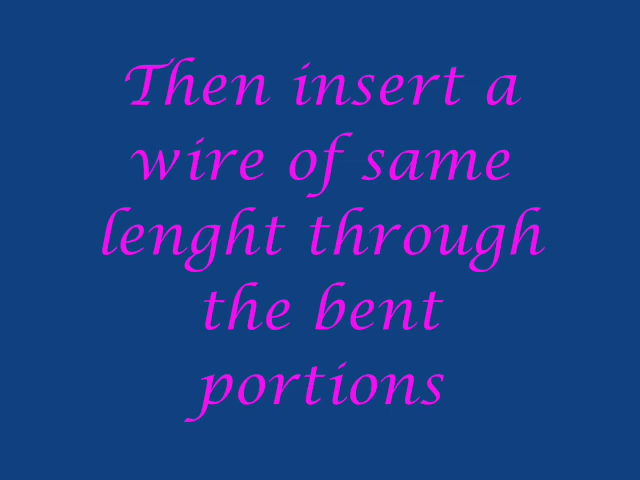 Then insert a
wire of same
lenght through
the bent
portions